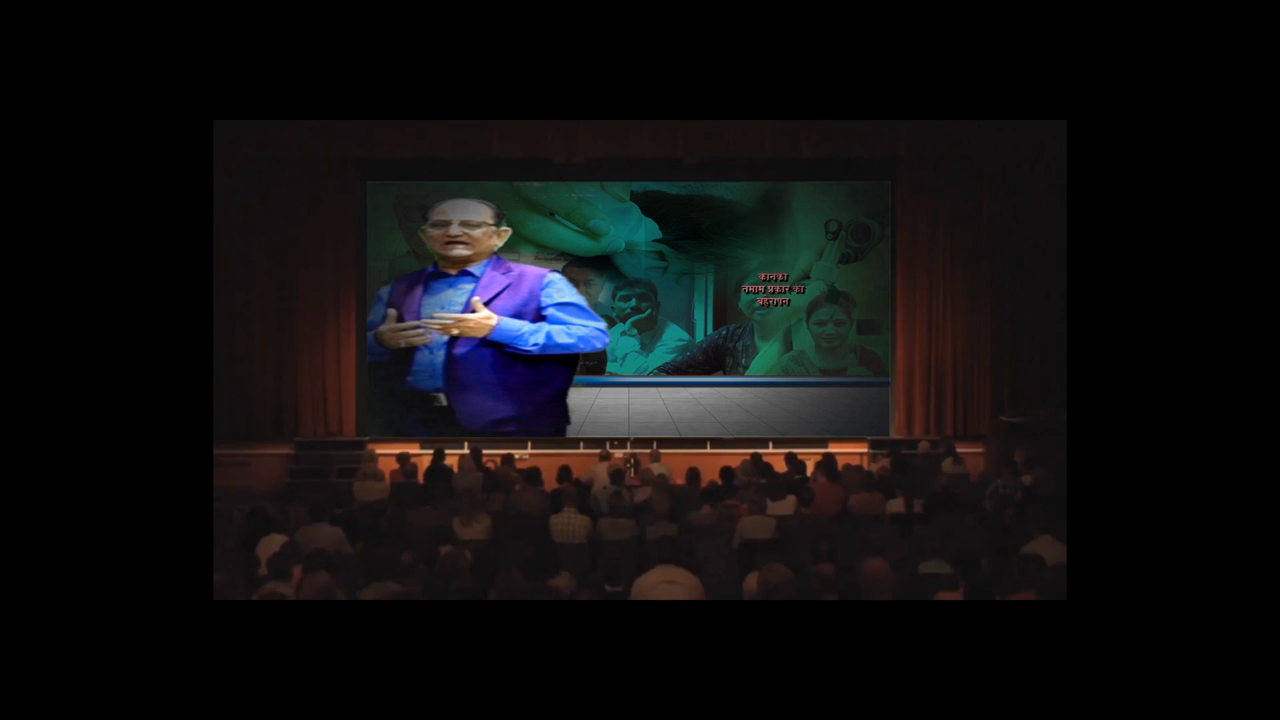 कानका
तमाम प्रकार का
बहेरापन